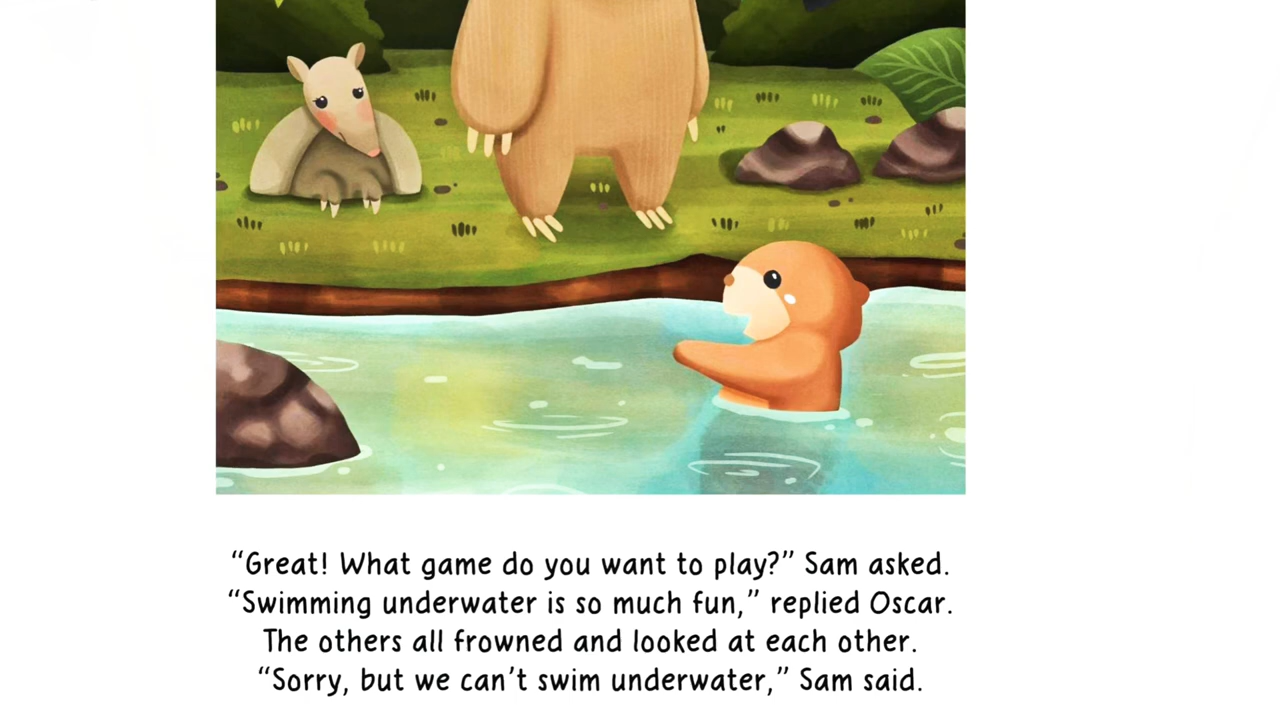 “Great! What game do you want to play?” Sam asked.
“Swimming underwater is so much fun,” replied Oscar.
The others all frowned and looked at each other.
“Sorry, but we can’t swim underwater,” Sam said.